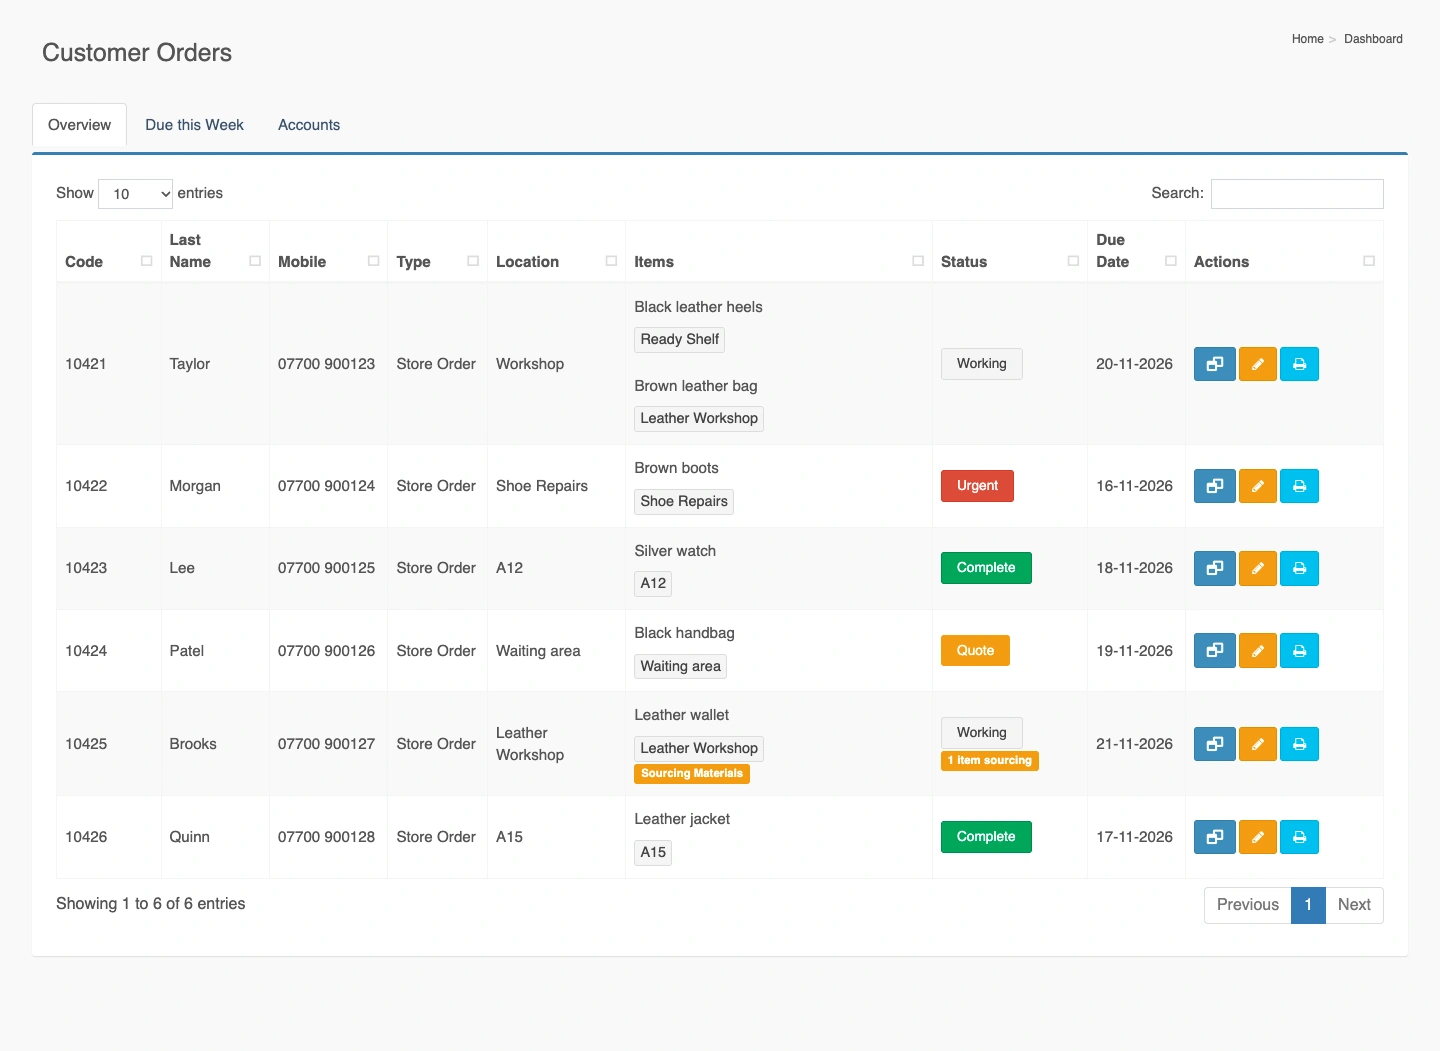 Customer Orders
Home > Dashboard
Overview Due this Week Accounts
Show 10 entries Search:
Code Last Name Mobile Type Location Items Status Due Date Actions
10421 Taylor 07700 900123 Store Order Workshop Black leather heels Ready Shelf Brown leather bag Leather Workshop Working 20-11-2026
10422 Morgan 07700 900124 Store Order Shoe Repairs Brown boots Shoe Repairs Urgent 16-11-2026
10423 Lee 07700 900125 Store Order A12 Silver watch A12 Complete 18-11-2026
10424 Patel 07700 900126 Store Order Waiting area Black handbag Waiting area Quote 19-11-2026
10425 Brooks 07700 900127 Store Order Leather Workshop Leather wallet Leather Workshop Sourcing Materials Working 1 item sourcing 21-11-2026
10426 Quinn 07700 900128 Store Order A15 Leather jacket A15 Complete 17-11-2026
Showing 1 to 6 of 6 entries
Previous 1 Next